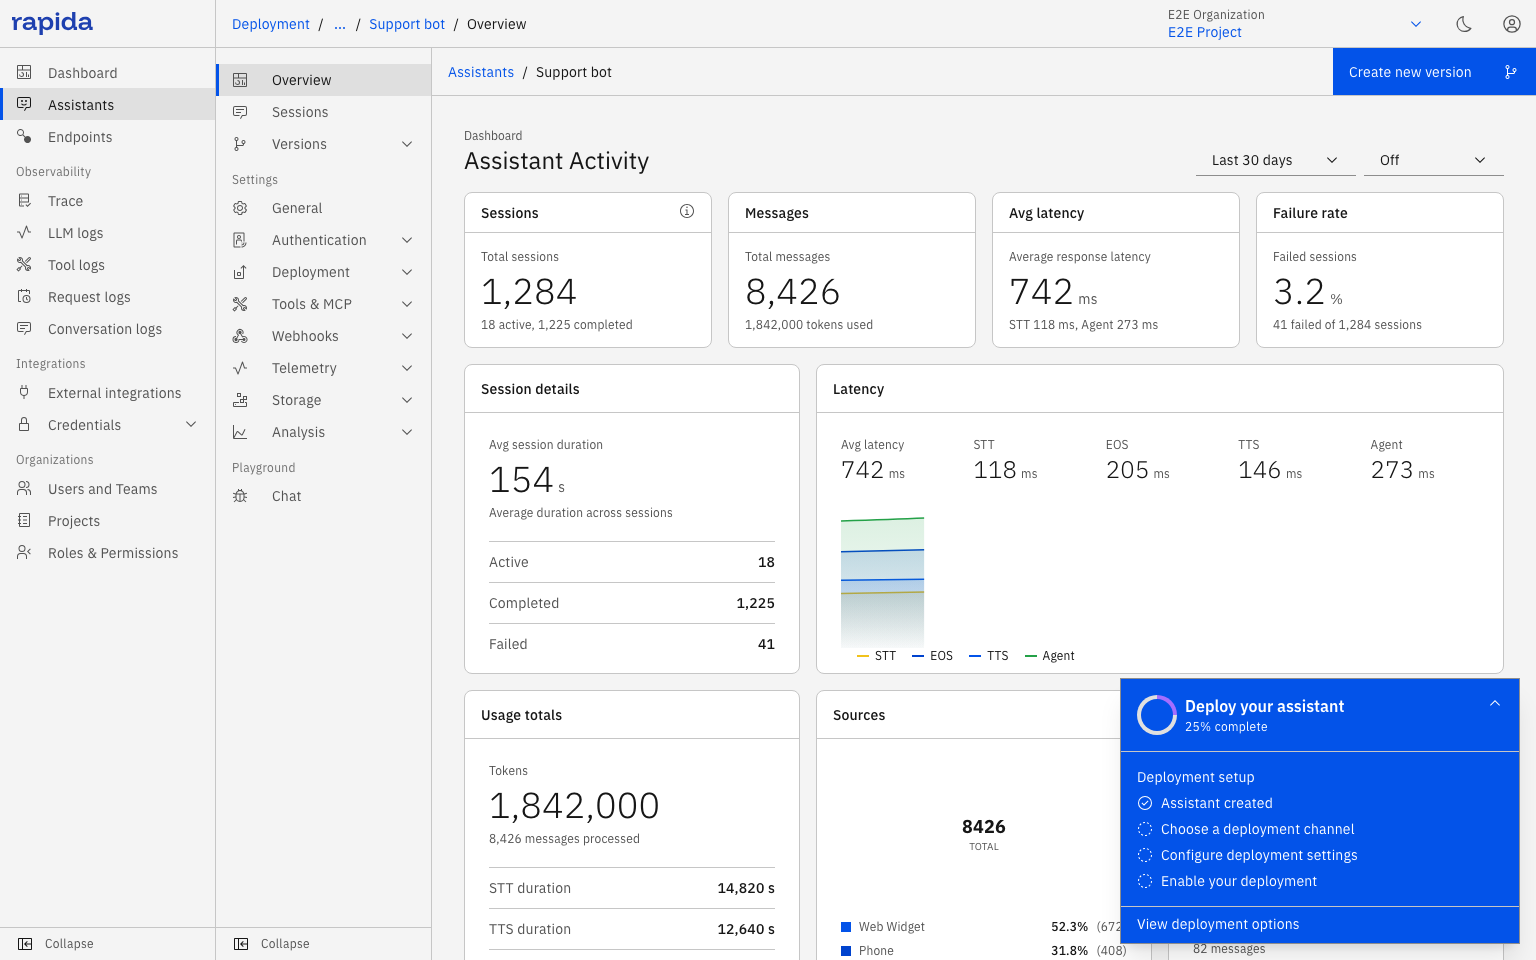 rapida
Deployment / ... / Support bot / Overview
E2E Organization
E2E Project
Dashboard
Assistants
Endpoints
Observability
Trace
LLM logs
Tool logs
Request logs
Conversation logs
Integrations
External integrations
Credentials
Organizations
Users and Teams
Projects
Roles & Permissions
Collapse
Overview
Sessions
Versions
Settings
General
Authentication
Deployment
Tools & MCP
Webhooks
Telemetry
Storage
Analysis
Playground
Chat
Collapse
Assistants / Support bot
Create new version
Dashboard
Assistant Activity
Last 30 days
Off
Sessions
Total sessions
1,284
18 active, 1,225 completed
Messages
Total messages
8,426
1,842,000 tokens used
Avg latency
Average response latency
742 ms
STT 118 ms, Agent 273 ms
Failure rate
Failed sessions
3.2 %
41 failed of 1,284 sessions
Session details
Avg session duration
154 s
Average duration across sessions
Active 18
Completed 1,225
Failed 41
Latency
Avg latency STT EOS TTS Agent
742 ms 118 ms 205 ms 146 ms 273 ms
STT EOS TTS Agent
Usage totals
Tokens
1,842,000
8,426 messages processed
STT duration 14,820 s
TTS duration 12,640 s
Sources
8426
TOTAL
Web Widget 52.3% (672
Phone 31.8% (408)
82 messages
Deploy your assistant
25% complete
Deployment setup
Assistant created
Choose a deployment channel
Configure deployment settings
Enable your deployment
View deployment options